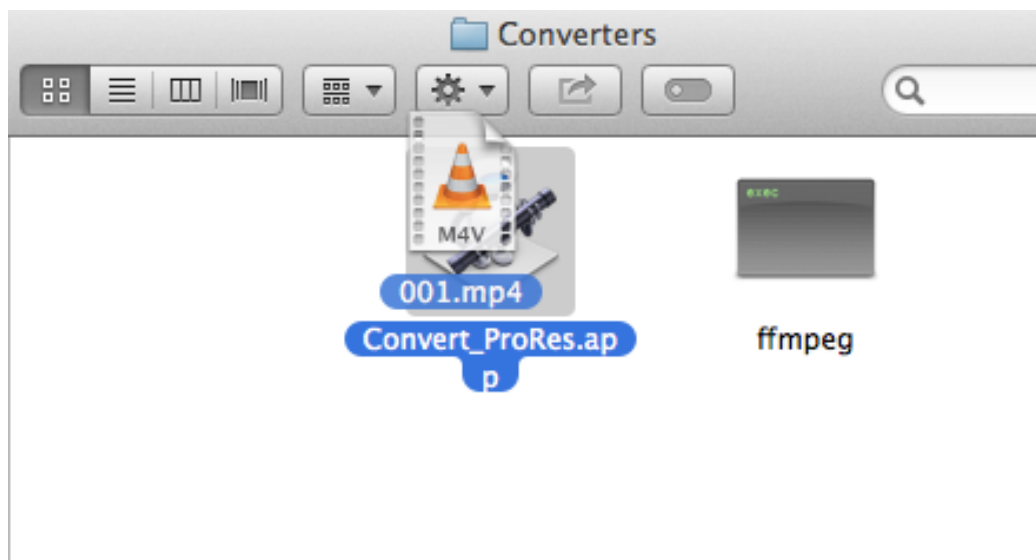 Converters
exec
M4V
001.mp4
Convert_ProRes.ap
p
ffmpeg